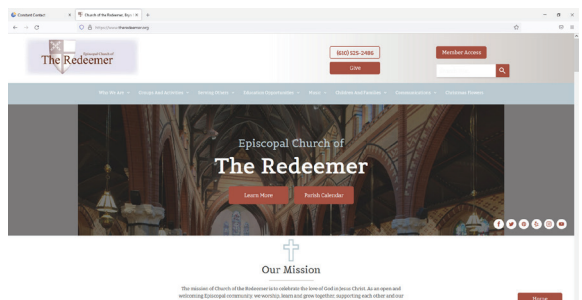 Constant Contact
Church of the Redeemer, Bryn
https://www.theredeemer.org
Episcopal Church of
The Redeemer
(610) 525-2486
Give
Member Access
Who We Are
Groups And Activities
Serving Christ
Education Opportunities
Music
Children And Families
Communications
Christmas Flowers
Episcopal Church of
The Redeemer
Learn More
Parish Calendar
Our Mission
The mission of Church of the Redeemer is to celebrate the love of God in Jesus Christ. As an open and
welcoming Episcopal community, we worship, learn and grow together, supporting each other and our
Home